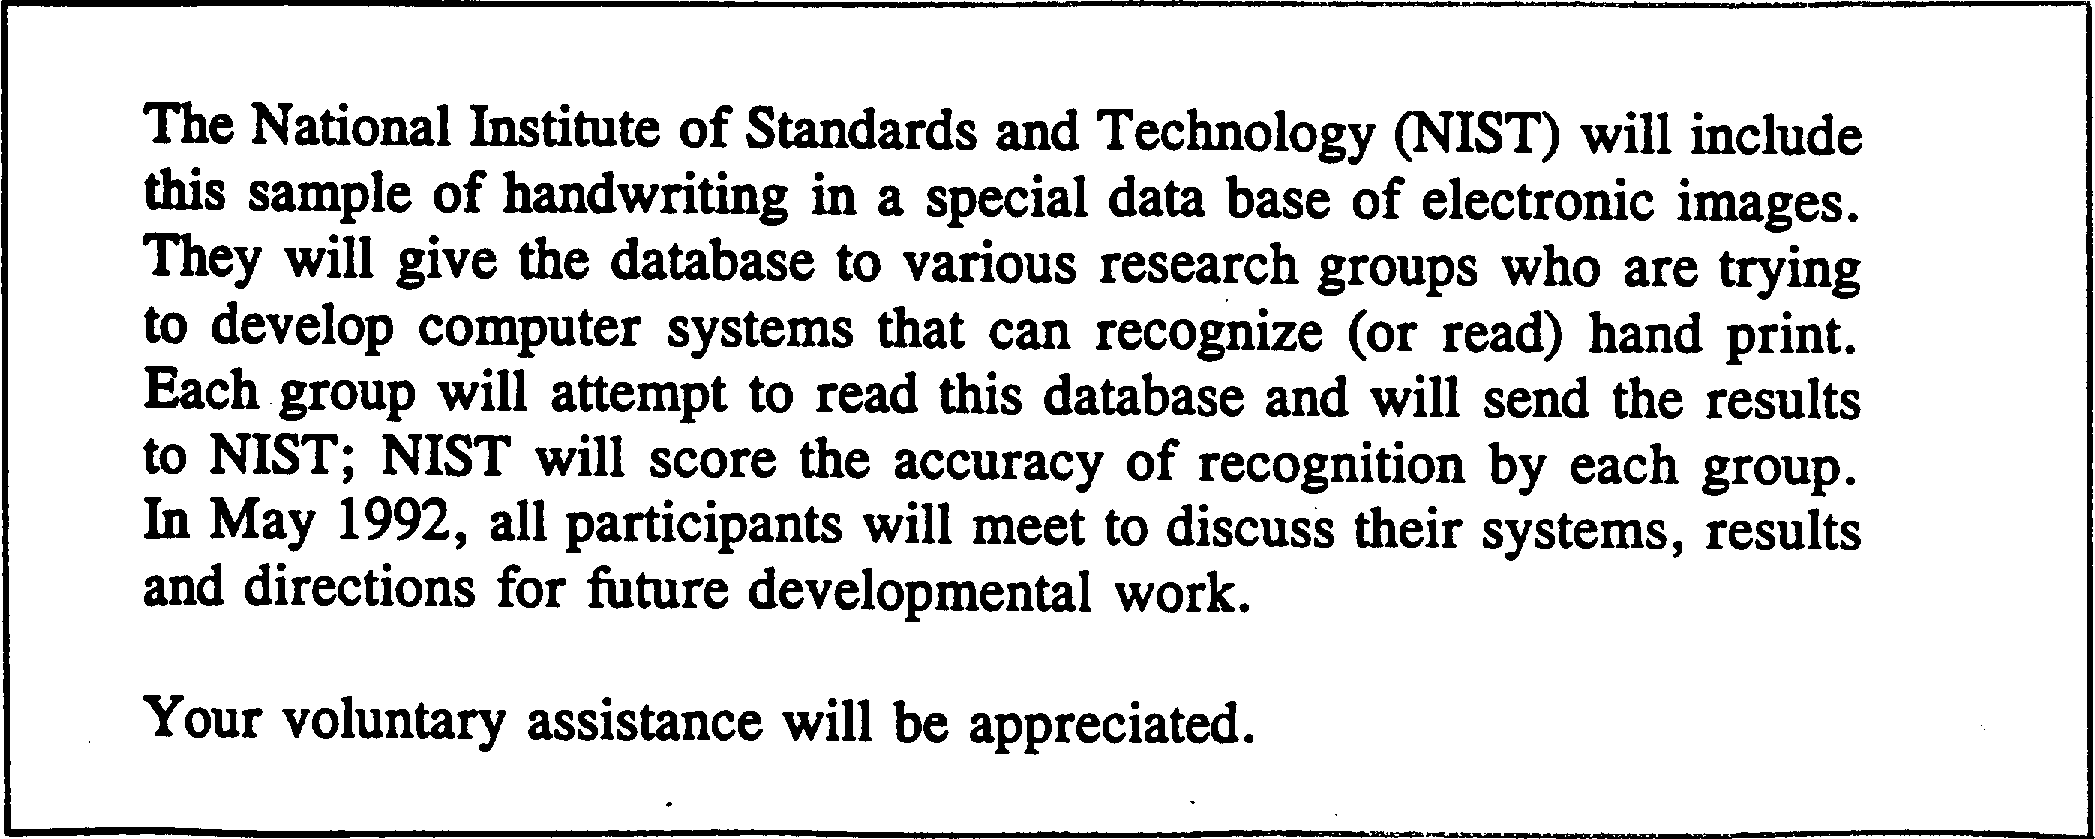 The National Institute of Standards and Technology (NIST) will include
this sample of handwriting in a special data base of electronic images.
They will give the database to various research groups who are trying
to develop computer systems that can recognize (or read) hand print.
Each group will attempt to read this database and will send the results
to NIST; NIST will score the accuracy of recognition by each group.
In May 1992, all participants will meet to discuss their systems, results
and directions for future developmental work.
Your voluntary assistance will be appreciated.